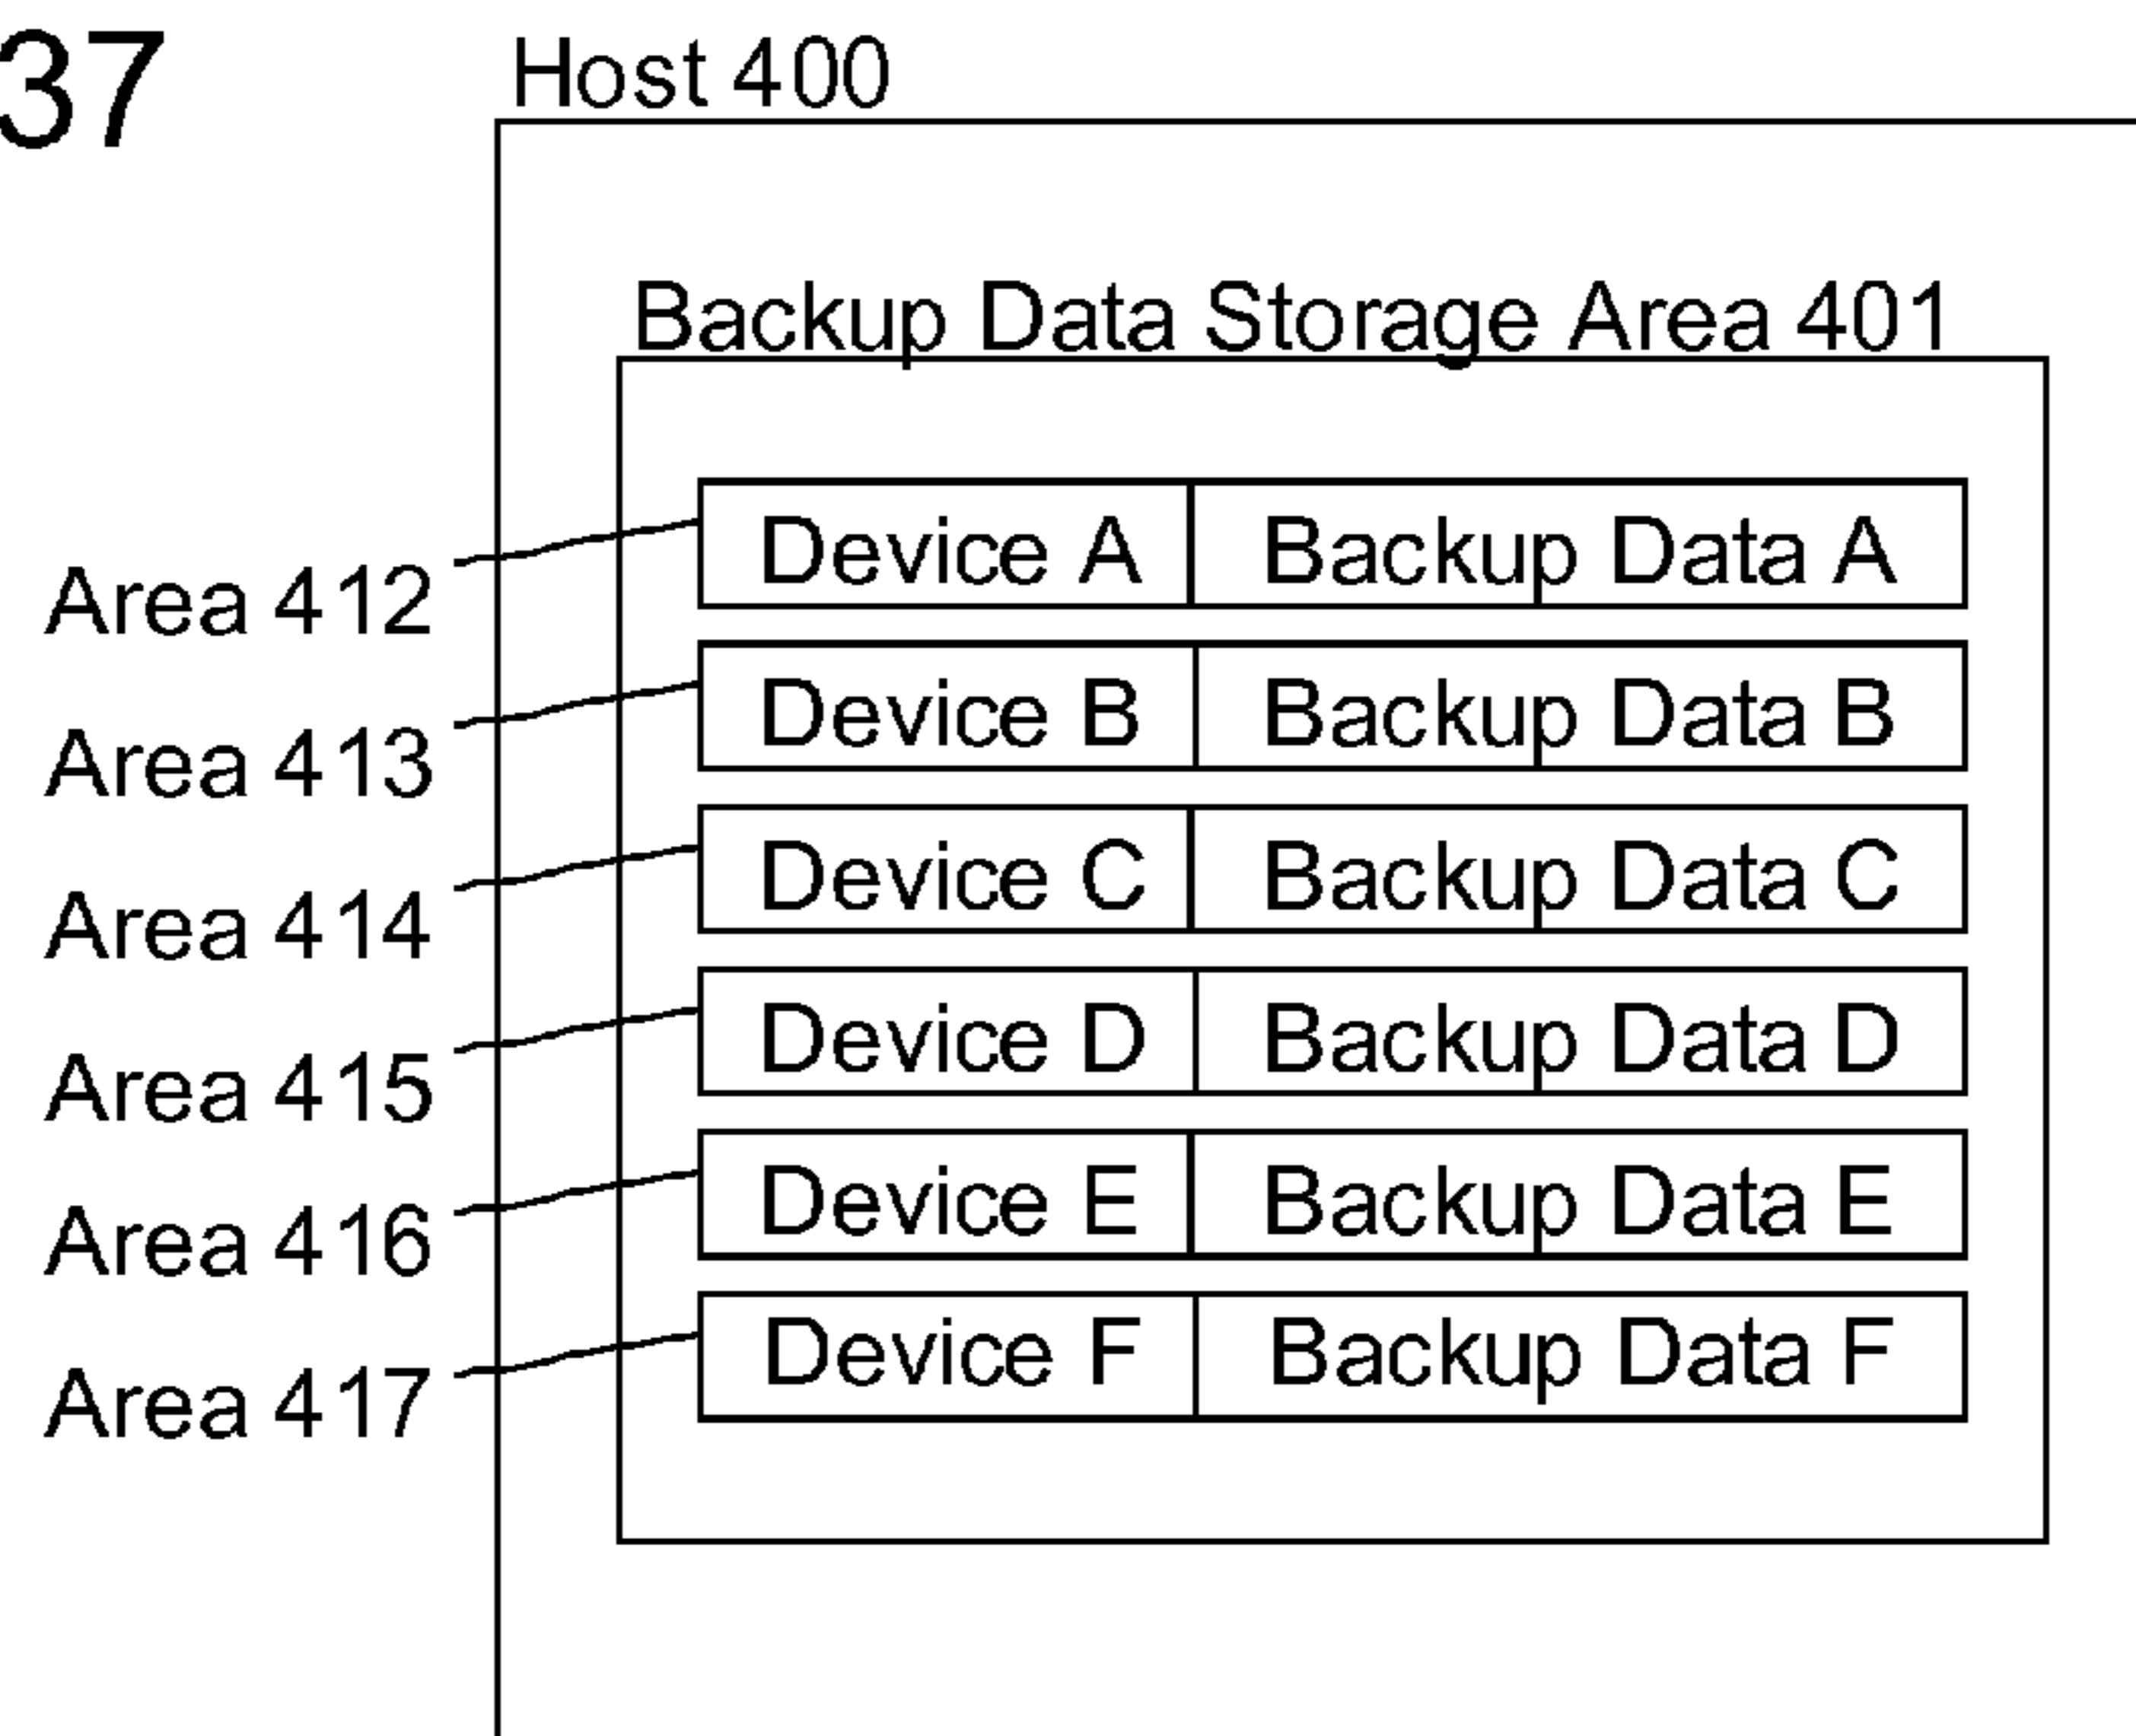 37
Host 400
Backup Data Storage Area 401
Device A Backup Data A
Area 412
Device B Backup Data B
Area 413
Device C Backup Data C
Area 414
Device D Backup Data D
Area 415
Device E Backup Data E
Area 416
Device F Backup Data F
Area 417